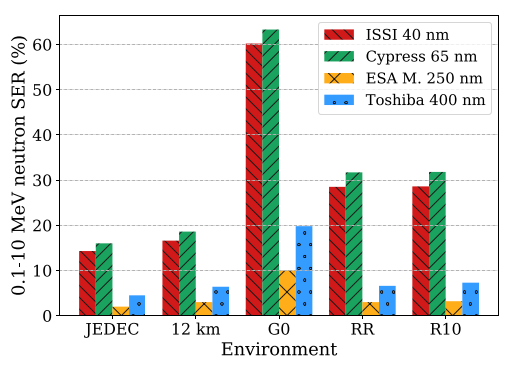 0.1-10 MeV neutron SER (%)
60
50
40
30
20
10
0
ISSI 40 nm
Cypress 65 nm
ESA M. 250 nm
Toshiba 400 nm
JEDEC 12 km G0 RR R10
Environment